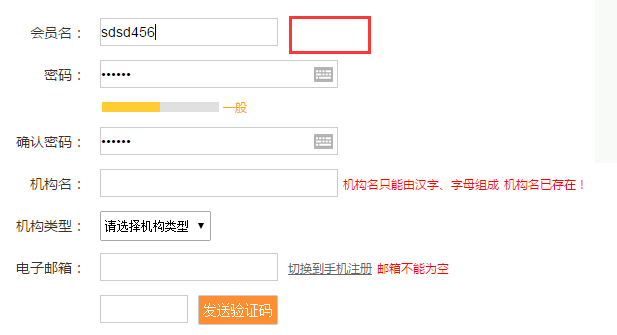 会员名： sdsd456
密码： ••••••
一般
确认密码： ••••••
机构名： 机构名只能由汉字、字母组成 机构名已存在！
机构类型： 请选择机构类型 ▼
电子邮箱： 切换到手机注册 邮箱不能为空
发送验证码